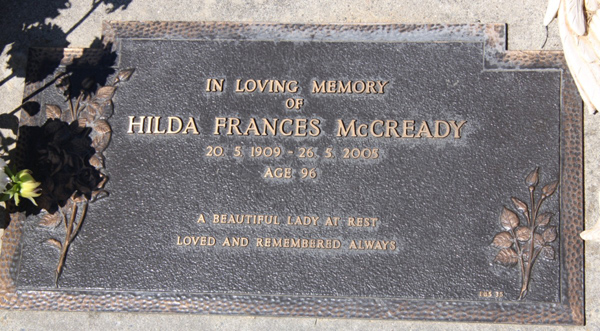 IN LOVING MEMORY
OF
HILDA FRANCES McCREADY
20. 5. 1909 - 26. 5. 2005
AGE 96
A BEAUTIFUL LADY AT REST
LOVED AND REMEMBERED ALWAYS